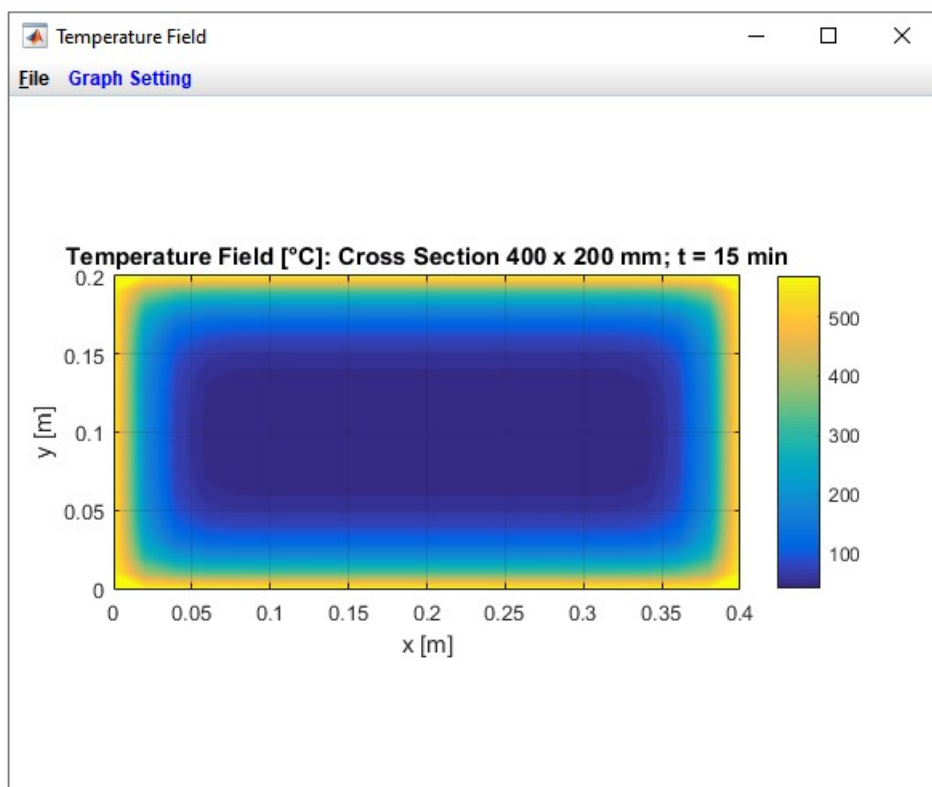 Temperature Field
File Graph Setting
Temperature Field [°C]: Cross Section 400 x 200 mm; t = 15 min
0.2
0.15
0.1
0.05
0
y [m]
0 0.05 0.1 0.15 0.2 0.25 0.3 0.35 0.4
x [m]
500
400
300
200
100